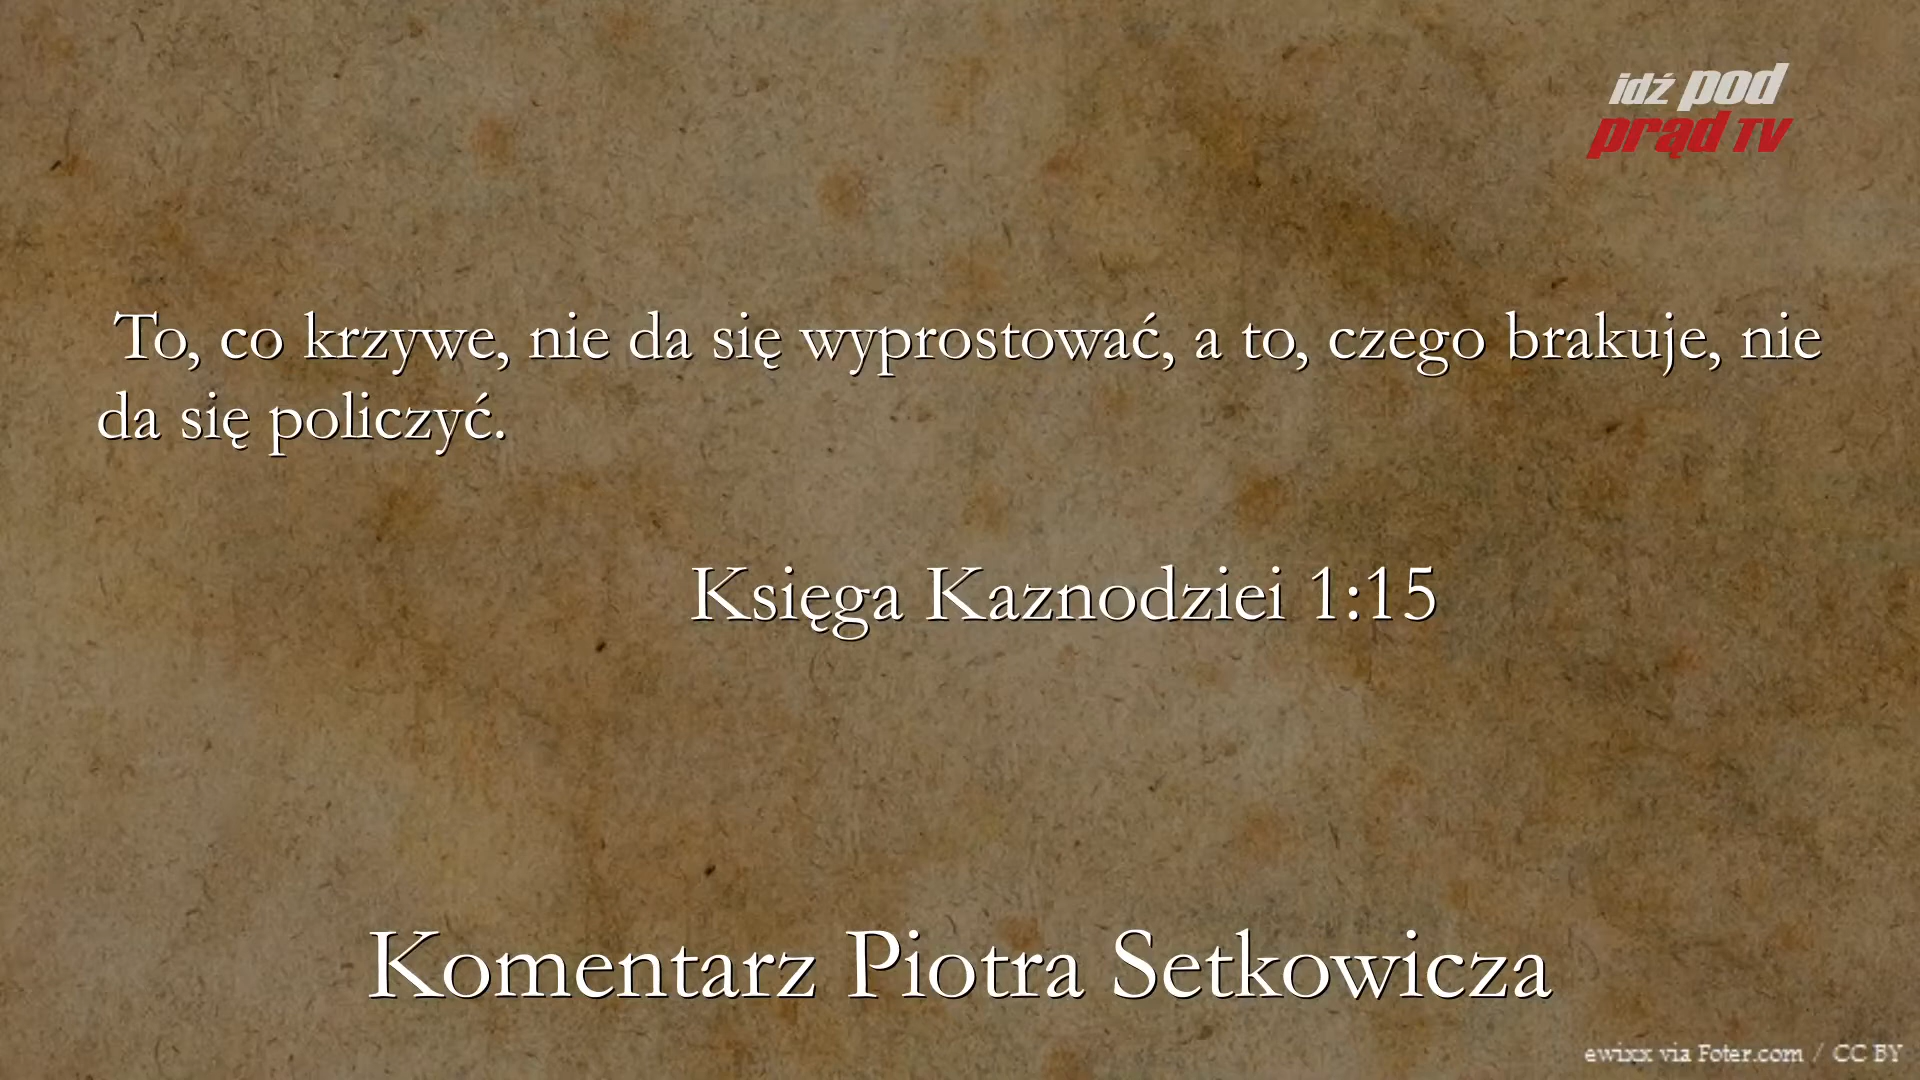 idź pod
prąd TV
To, co krzywe, nie da się wyprostować, a to, czego brakuje, nie
da się policzyć.
Księga Kaznodziei 1:15
Komentarz Piotra Setkowicza
ewixx via Foter.com / CC BY